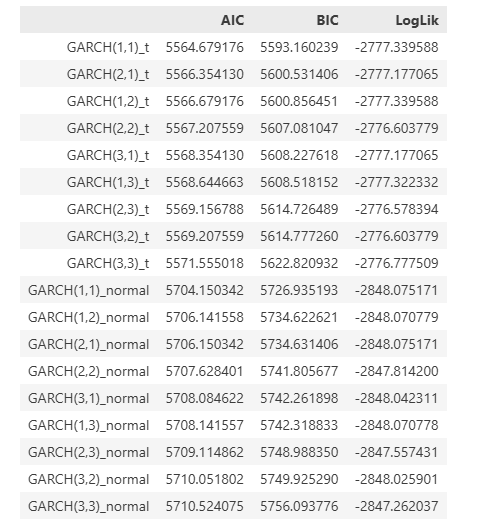 AIC BIC LogLik
GARCH(1,1)_t 5564.679176 5593.160239 -2777.339588
GARCH(2,1)_t 5566.354130 5600.531406 -2777.177065
GARCH(1,2)_t 5566.679176 5600.856451 -2777.339588
GARCH(2,2)_t 5567.207559 5607.081047 -2776.603779
GARCH(3,1)_t 5568.354130 5608.227618 -2777.177065
GARCH(1,3)_t 5568.644663 5608.518152 -2777.322332
GARCH(2,3)_t 5569.156788 5614.726489 -2776.578394
GARCH(3,2)_t 5569.207559 5614.777260 -2776.603779
GARCH(3,3)_t 5571.555018 5622.820932 -2776.777509
GARCH(1,1)_normal 5704.150342 5726.935193 -2848.075171
GARCH(1,2)_normal 5706.141558 5734.622621 -2848.070779
GARCH(2,1)_normal 5706.150342 5734.631406 -2848.075171
GARCH(2,2)_normal 5707.628401 5741.805677 -2847.814200
GARCH(3,1)_normal 5708.084622 5742.261898 -2848.042311
GARCH(1,3)_normal 5708.141557 5742.318833 -2848.070778
GARCH(2,3)_normal 5709.114862 5748.988350 -2847.557431
GARCH(3,2)_normal 5710.051802 5749.925290 -2848.025901
GARCH(3,3)_normal 5710.524075 5756.093776 -2847.262037